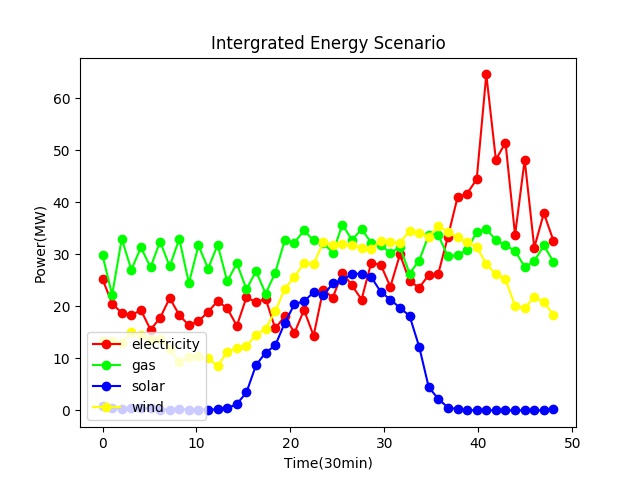 Intergrated Energy Scenario
Power(MW)
60
50
40
30
20
10
0
electricity
gas
solar
wind
0 10 20 30 40 50
Time(30min)